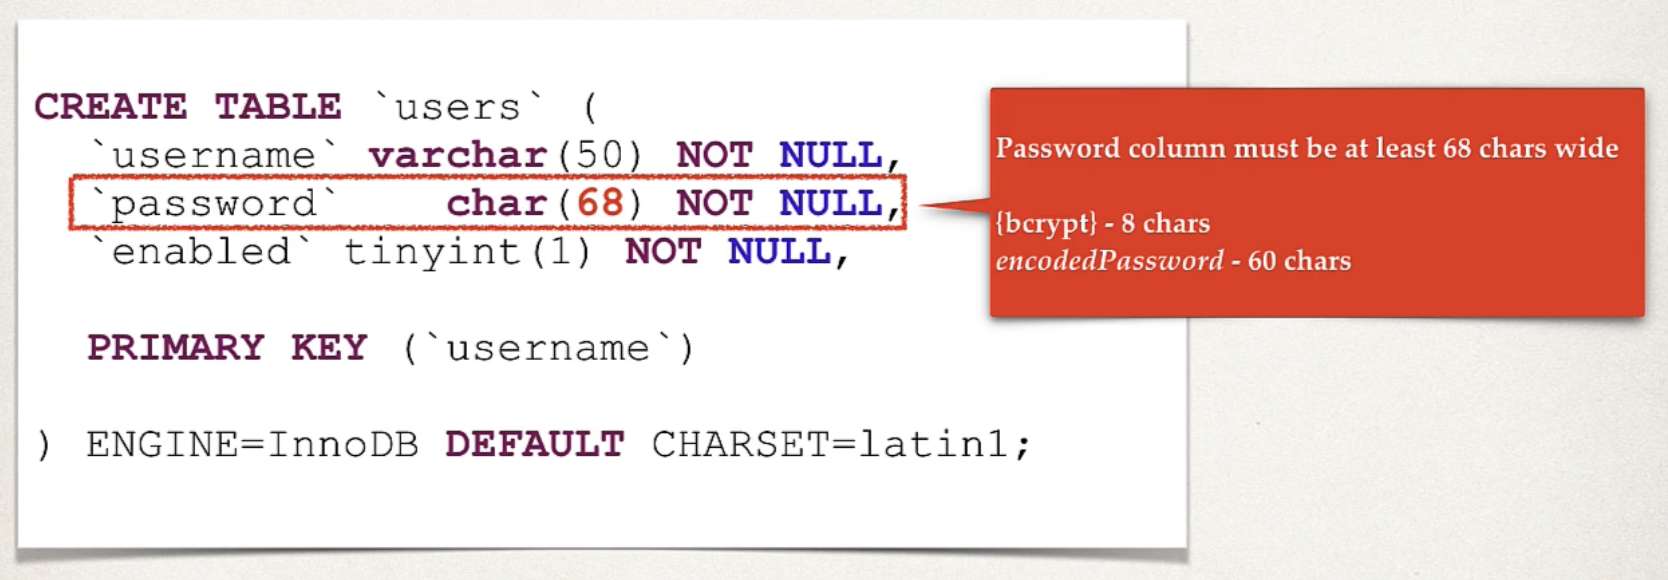 CREATE TABLE `users` (
`username` varchar(50) NOT NULL,
`password` char(68) NOT NULL,
`enabled` tinyint(1) NOT NULL,
PRIMARY KEY (`username`)
) ENGINE=InnoDB DEFAULT CHARSET=latin1;
Password column must be at least 68 chars wide
{bcrypt} - 8 chars
encodedPassword - 60 chars